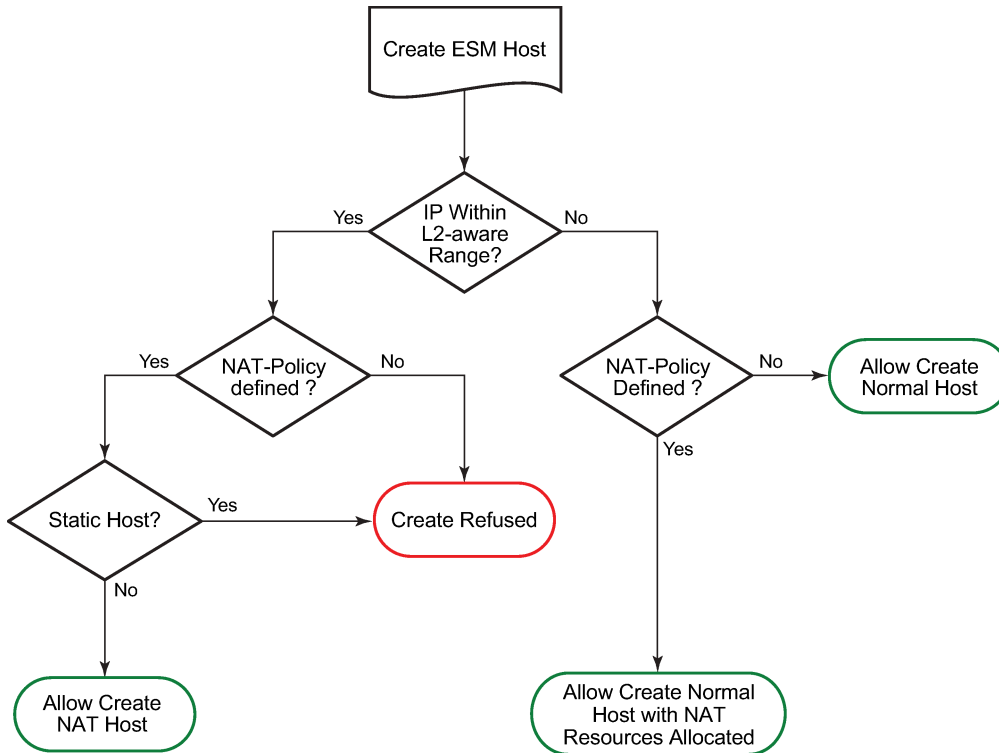 Create ESM Host
Yes
IP Within
L2-aware
Range?
No
Yes
NAT-Policy
defined ?
No
NAT-Policy
Defined ?
No
Allow Create
Normal Host
Yes
Static Host?
Yes
Create Refused
No
Allow Create
NAT Host
Allow Create Normal
Host with NAT
Resources Allocated